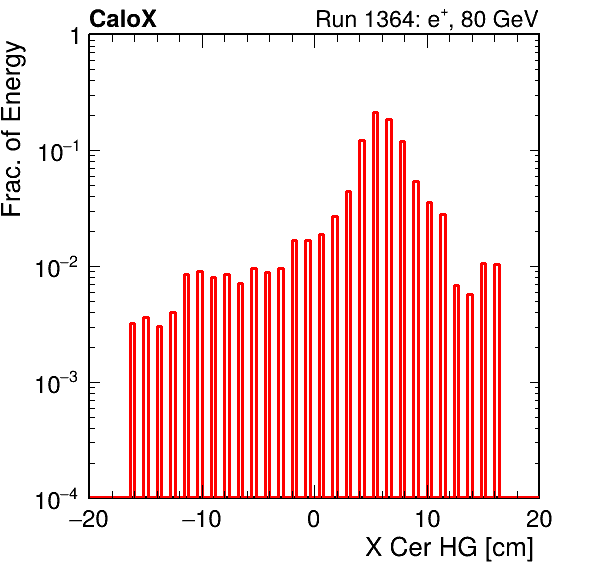 CaloX Run 1364: e⁺, 80 GeV
Frac. of Energy
1
10⁻¹
10⁻²
10⁻³
10⁻⁴
−20 −10 0 10 20
X Cer HG [cm]